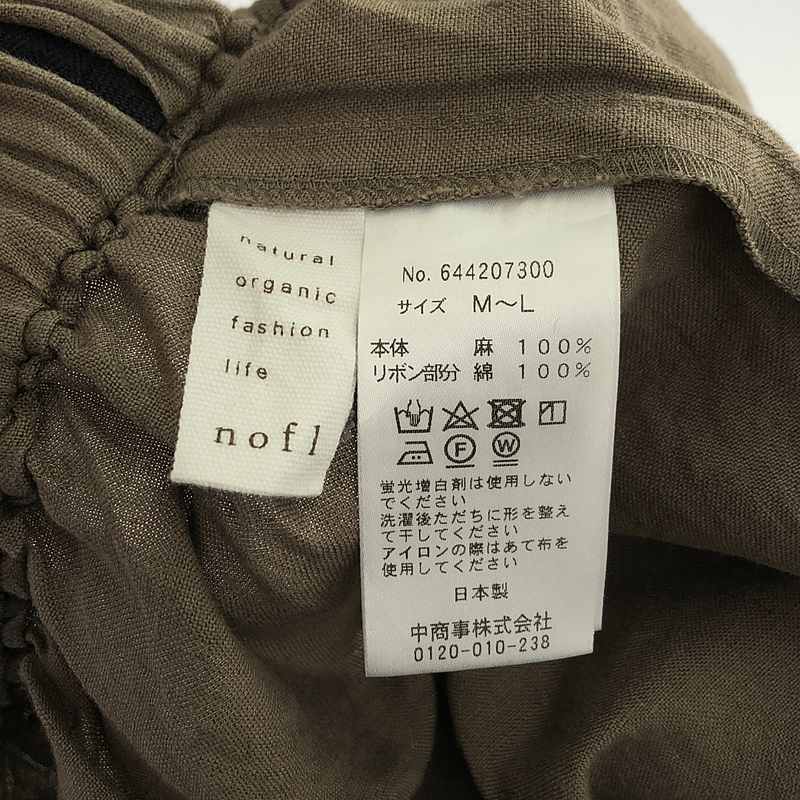 natural
organic
fashion
life
nofl
No. 644207300
サイズ M～L
本体 麻 100%
リボン部分 綿 100%
F W
蛍光増白剤は使用しない
でください
洗濯後ただちに形を整え
て干してください
アイロンの際はあて布を
使用してください
日本製
中商事株式会社
0120-010-238